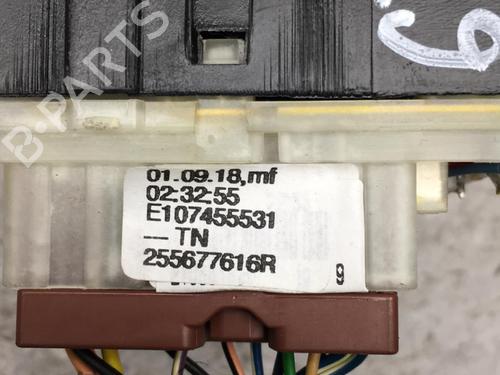 B-PARTS
01.09.18,mf
02:32:55
E107455531
--- TN
255677616R
9